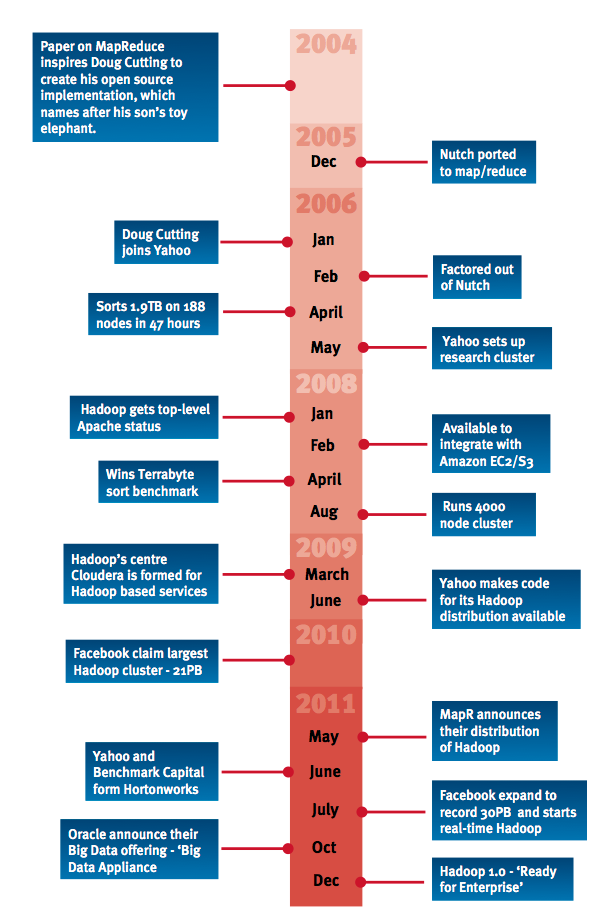 2004
Paper on MapReduce
inspires Doug Cutting to
create his open source
implementation, which
names after his son's toy
elephant.
2005
Dec
Nutch ported
to map/reduce
2006
Doug Cutting
joins Yahoo
Jan
Feb
Factored out
of Nutch
Sorts 1.9TB on 188
nodes in 47 hours
April
May
Yahoo sets up
research cluster
2008
Hadoop gets top-level
Apache status
Jan
Feb
Available to
integrate with
Amazon EC2/S3
Wins Terrabyte
sort benchmark
April
Aug
Runs 4000
node cluster
2009
Hadoop's centre
Cloudera is formed for
Hadoop based services
March
June
Yahoo makes code
for its Hadoop
distribution available
2010
Facebook claim largest
Hadoop cluster - 21PB
2011
May
MapR announces
their distribution
of Hadoop
Yahoo and
Benchmark Capital
form Hortonworks
June
July
Facebook expand to
record 30PB and starts
real-time Hadoop
Oracle announce their
Big Data offering - 'Big
Data Appliance
Oct
Dec
Hadoop 1.0 - 'Ready
for Enterprise'